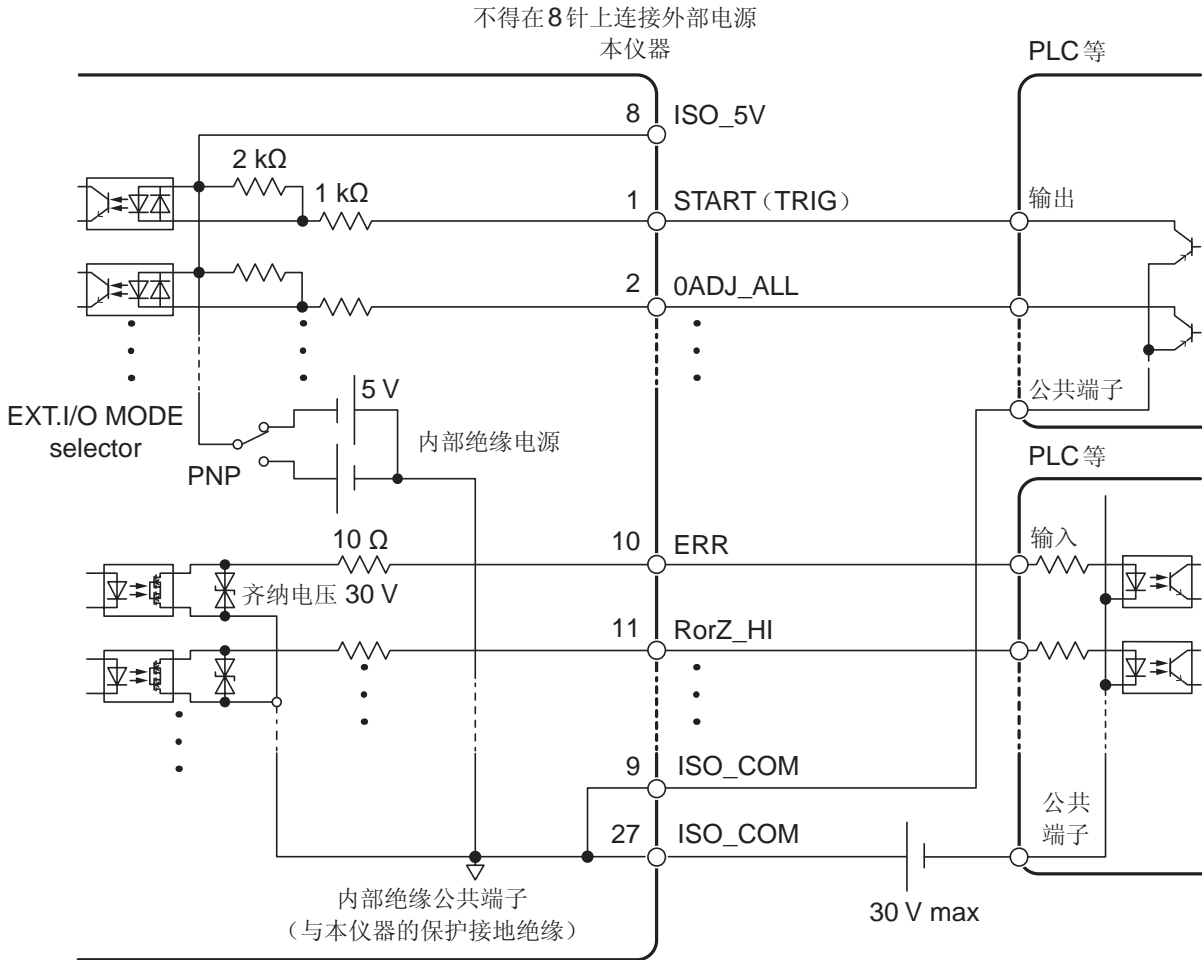 不得在8针上连接外部电源
本仪器
PLC等
8 ISO_5V
2 kΩ
1 kΩ
1 START（TRIG）
输出
2 0ADJ_ALL
公共端子
5 V
EXT.I/O MODE
selector
内部绝缘电源
PNP
PLC等
10 Ω
10 ERR
输入
齐纳电压 30 V
11 RorZ_HI
9 ISO_COM
公共
端子
27 ISO_COM
内部绝缘公共端子
（与本仪器的保护接地绝缘）
30 V max